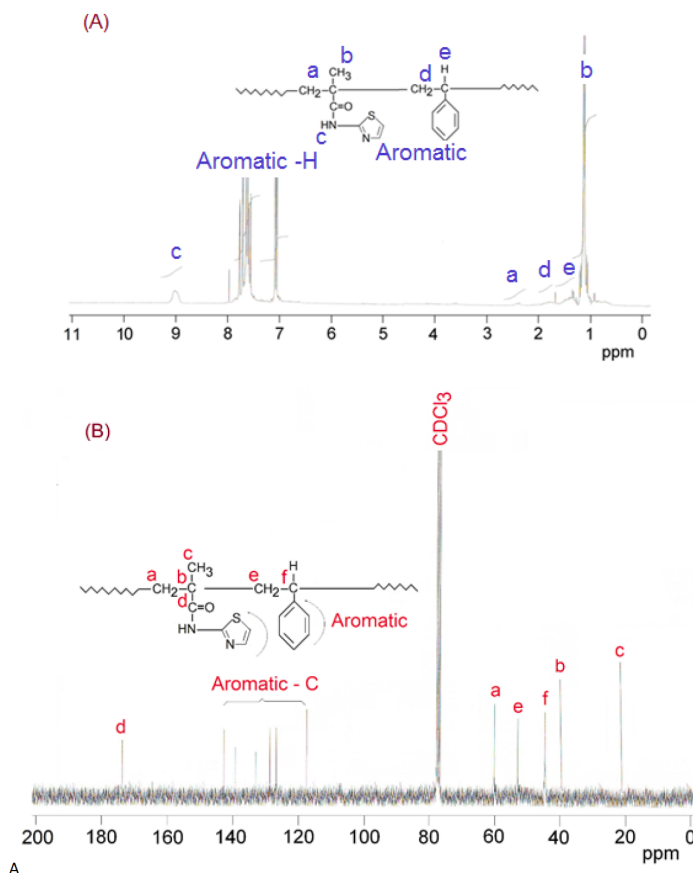 (A)
b
e
a
CH₃
H
d
b
CH₂
C
CH₂
C
C=O
NH
S
c
N
Aromatic
Aromatic -H
c
a
d
e
11 10 9 8 7 6 5 4 3 2 1 0
ppm
(B)
CDCl₃
c
a
CH₃
H
b
e
f
CH₂
C
CH₂
C
d
C=O
S
HN
N
Aromatic
Aromatic - C
d
a
e
f
b
c
200 180 160 140 120 100 80 60 40 20 0
ppm
A